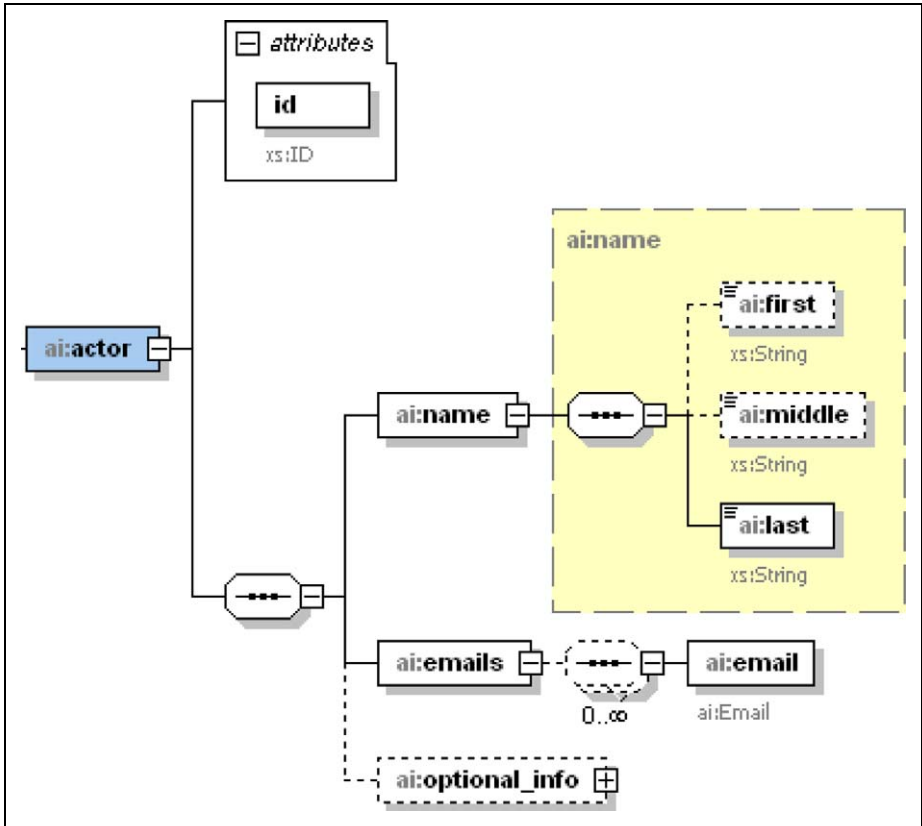 attributes
id
xs:ID
ai:name
ai:first
xs:String
ai:actor
ai:name
ai:middle
xs:String
ai:last
xs:String
ai:emails
ai:email
0..∞
ai:Email
ai:optional_info